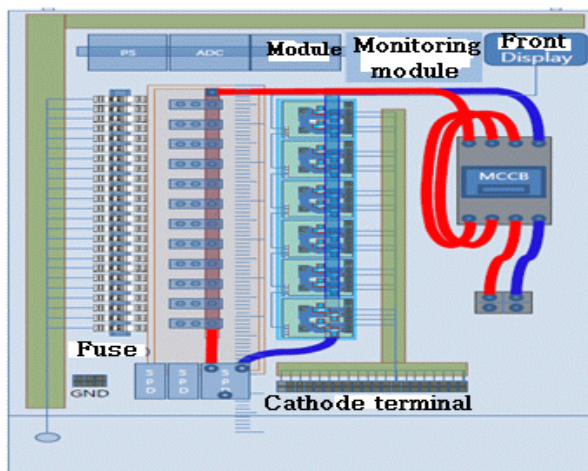 PS
ADC
Module
Monitoring
module
Front
Display
MCCB
Fuse
GND
SPD
SPD
SPD
Cathode terminal